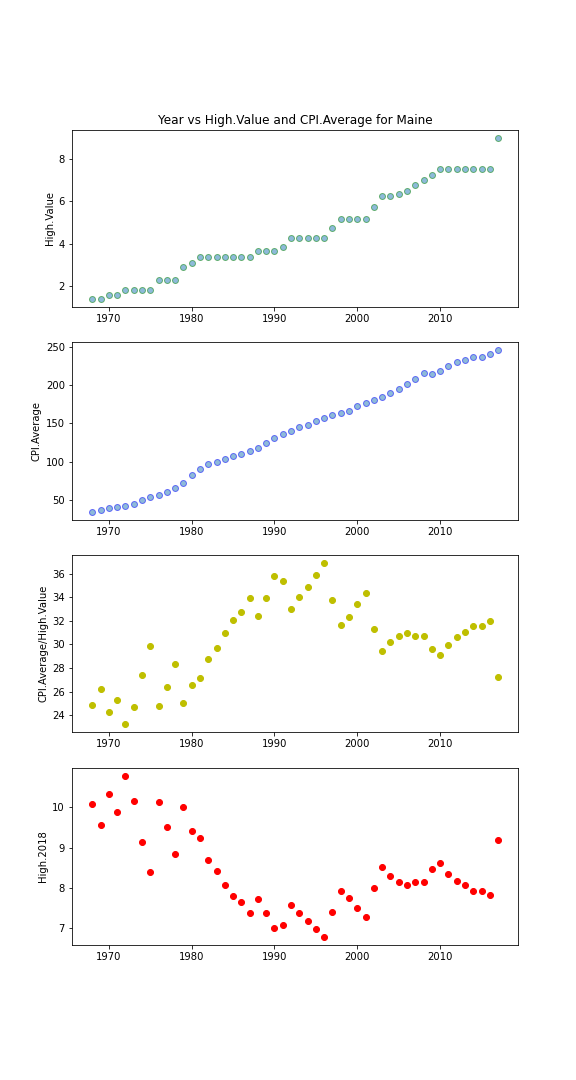 Year vs High.Value and CPI.Average for Maine
High.Value
8
6
4
2
1970 1980 1990 2000 2010
CPI.Average
250
200
150
100
50
1970 1980 1990 2000 2010
CPI.Average/High.Value
36
34
32
30
28
26
24
1970 1980 1990 2000 2010
High.2018
10
9
8
7
1970 1980 1990 2000 2010